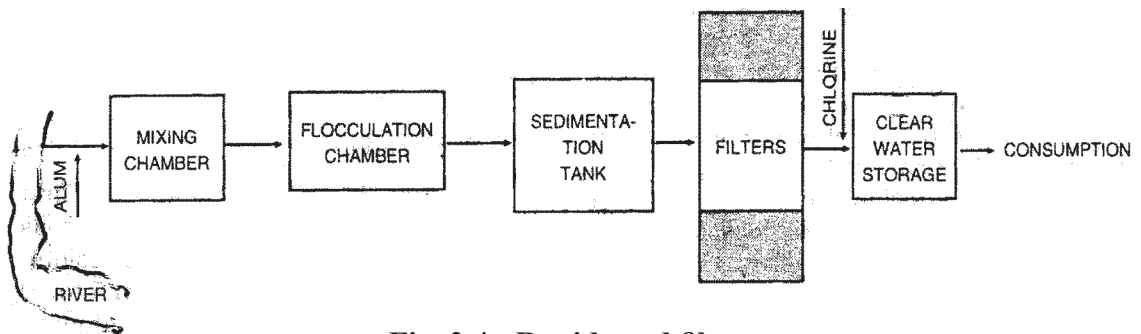 ALUM
RIVER
MIXING
CHAMBER
FLOCCULATION
CHAMBER
SEDIMENTA-
TION
TANK
FILTERS
CHLORINE
CLEAR
WATER
STORAGE
CONSUMPTION